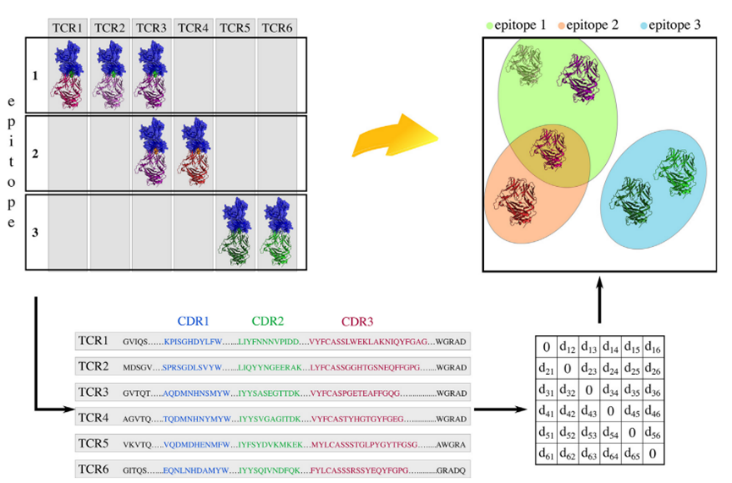 TCR1 TCR2 TCR3 TCR4 TCR5 TCR6
epitope 1 epitope 2 epitope 3
epitope
1
2
3
CDR1 CDR2 CDR3
TCR1 GVIQS......KPISGHDYLFW......LIYFNNNVPIDD....VYFCASSLWEKLAKNIQYFGAG...WGRAD
TCR2 MDSGV.....SPRSGDLSVYW......LIQYYNGEERAK...LYFCASSGGHTGSNEQFFGPG.....WGRAD
TCR3 GVTQT.....AQDMNHNSMYW...IYYSASEGTTDK.....VYFCASPGETEAFFGQG............WGRAD
TCR4 AGVTQ.....TQDMNHNYMYW...IYYSVGAGITDK......VYFCASTYHGTGYFGEG............WGRAD
TCR5 VKVTQ.....VQDMDHENMFW...IYFSYDVKMKEK....MYLCASSSTGLPYGYTFGSG.......AWGRA
TCR6 GITQS.......EQNLNHDAMYW...IYYSQIVNDFQK.....FYLCASSSRSSYEQYFGPG............GRADQ
0 d12 d13 d14 d15 d16
d21 0 d23 d24 d25 d26
d31 d32 0 d34 d35 d36
d41 d42 d43 0 d45 d46
d51 d52 d53 d54 0 d56
d61 d62 d63 d64 d65 0